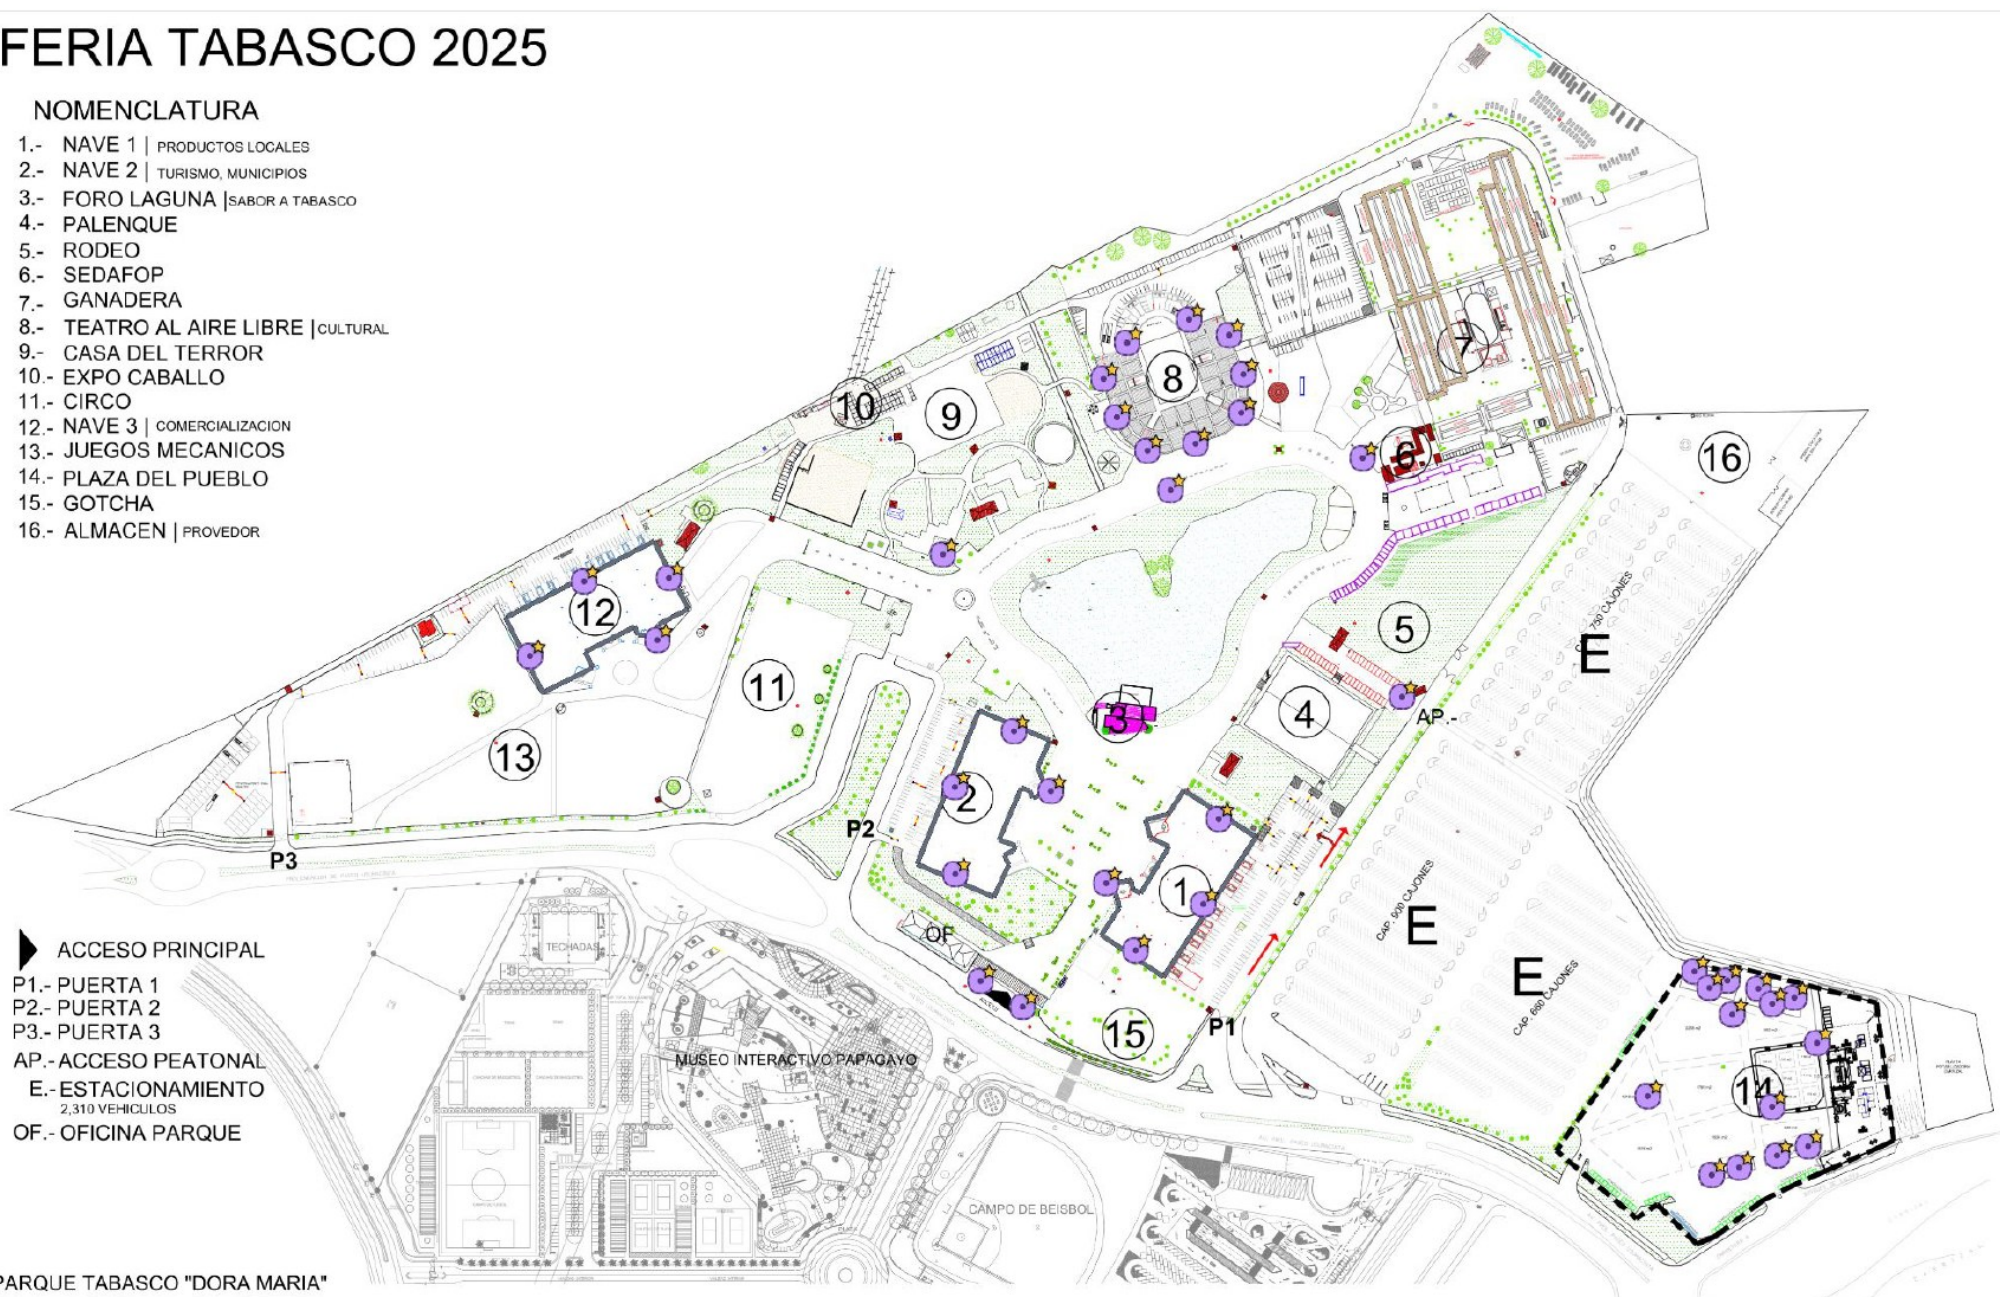 FERIA TABASCO 2025
NOMENCLATURA
1.- NAVE 1 | PRODUCTOS LOCALES
2.- NAVE 2 | TURISMO, MUNICIPIOS
3.- FORO LAGUNA |SABOR A TABASCO
4.- PALENQUE
5.- RODEO
6.- SEDAFOP
7.- GANADERA
8.- TEATRO AL AIRE LIBRE |CULTURAL
9.- CASA DEL TERROR
10.- EXPO CABALLO
11.- CIRCO
12.- NAVE 3 | COMERCIALIZACION
13.- JUEGOS MECANICOS
14.- PLAZA DEL PUEBLO
15.- GOTCHA
16.- ALMACEN | PROVEDOR
7
8
10
9
6
16
12
5
CAP. 750 CAJONES
E
11
3
4
AP.-
13
2
P2
P3
1
CAP. 900 CAJONES
E
OF
TECHADAS
E
CAP. 660 CAJONES
15
P1
MUSEO INTERACTIVO PAPAGAYO
14
CAMPO DE BEISBOL
ACCESO PRINCIPAL
P1.- PUERTA 1
P2.- PUERTA 2
P3.- PUERTA 3
AP.- ACCESO PEATONAL
E.- ESTACIONAMIENTO
2,310 VEHICULOS
OF.- OFICINA PARQUE
PARQUE TABASCO "DORA MARIA"